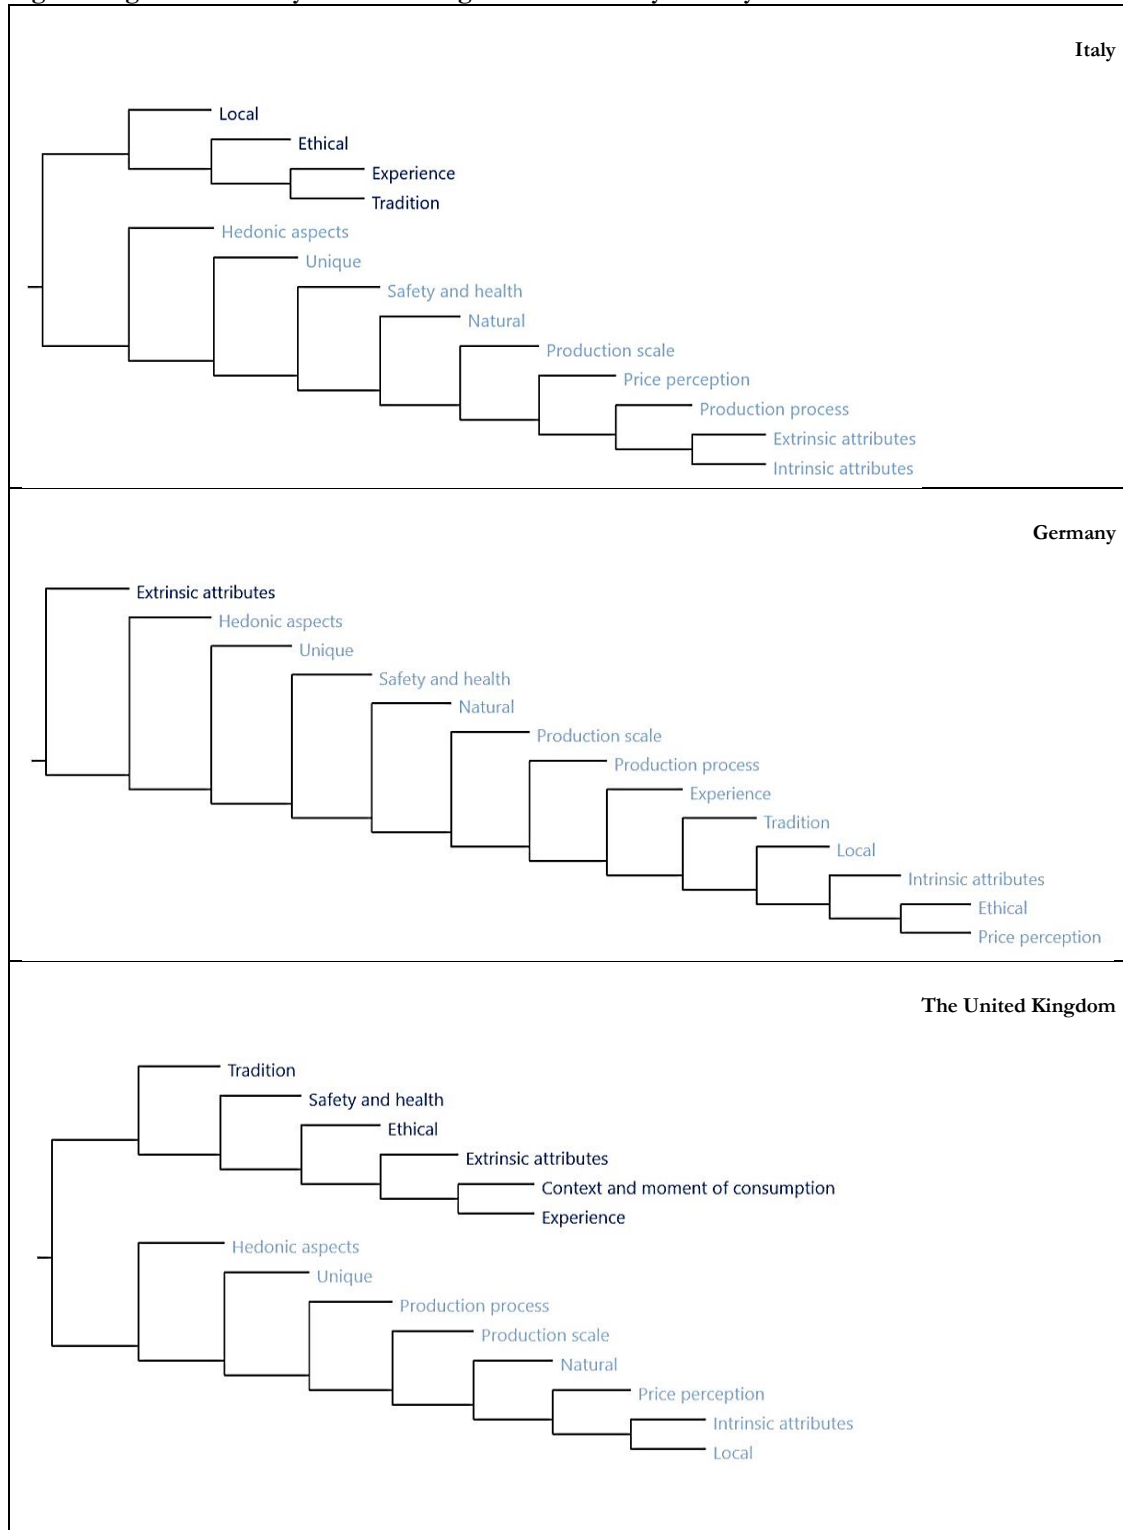 Italy
Local
Ethical
Experience
Tradition
Hedonic aspects
Unique
Safety and health
Natural
Production scale
Price perception
Production process
Extrinsic attributes
Intrinsic attributes
Germany
Extrinsic attributes
Hedonic aspects
Unique
Safety and health
Natural
Production scale
Production process
Experience
Tradition
Local
Intrinsic attributes
Ethical
Price perception
The United Kingdom
Tradition
Safety and health
Ethical
Extrinsic attributes
Context and moment of consumption
Experience
Hedonic aspects
Unique
Production process
Production scale
Natural
Price perception
Intrinsic attributes
Local